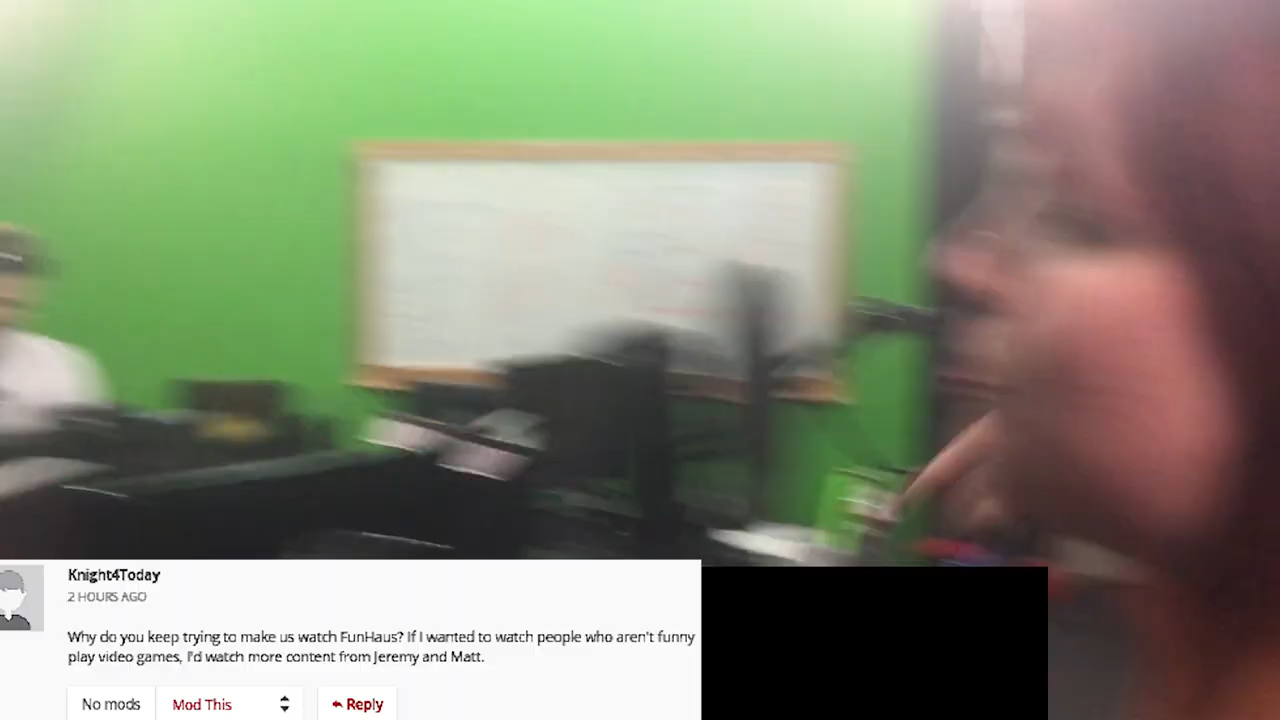 Knight4Today
2 HOURS AGO
Why do you keep trying to make us watch FunHaus? If I wanted to watch people who aren't funny
play video games, I'd watch more content from Jeremy and Matt.
No mods
Mod This
Reply